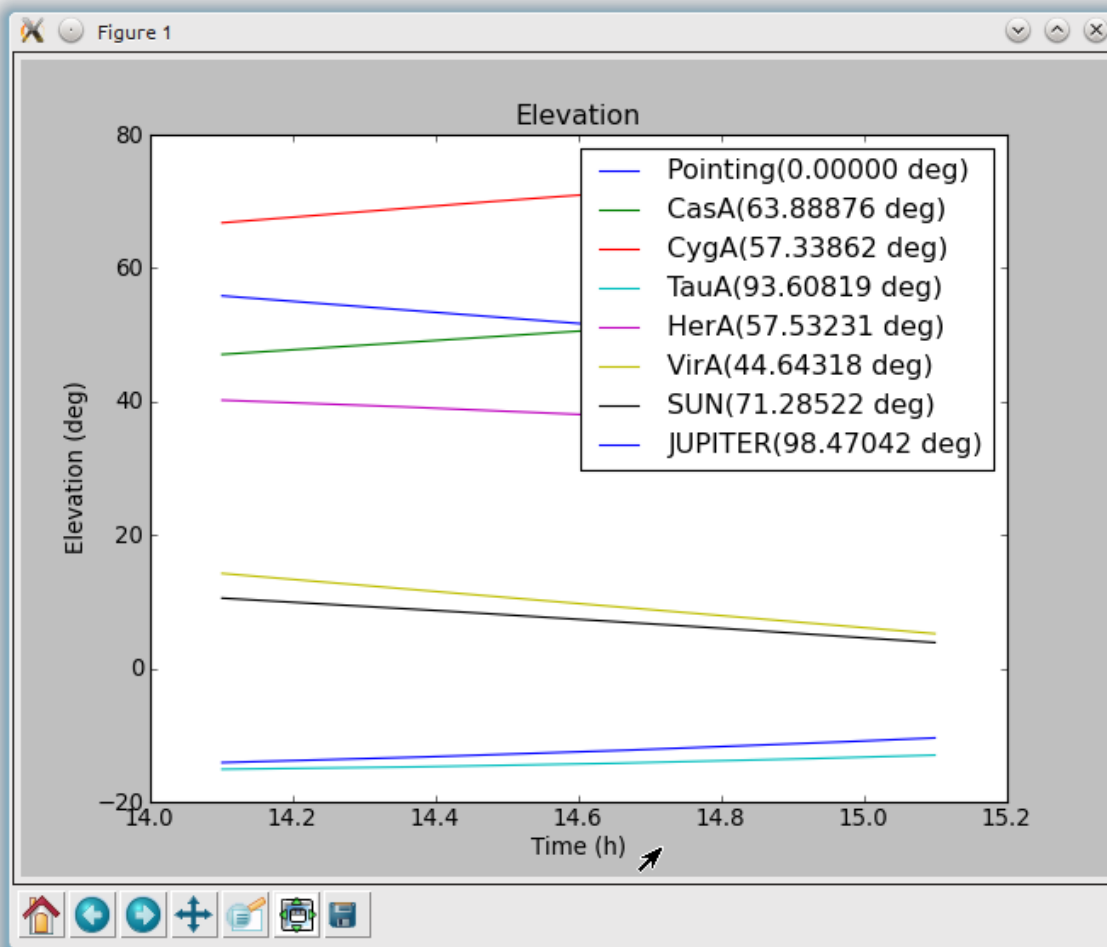 Figure 1
Elevation
80
60
40
20
0
−20
Elevation (deg)
Pointing(0.00000 deg)
CasA(63.88876 deg)
CygA(57.33862 deg)
TauA(93.60819 deg)
HerA(57.53231 deg)
VirA(44.64318 deg)
SUN(71.28522 deg)
JUPITER(98.47042 deg)
14.0 14.2 14.4 14.6 14.8 15.0 15.2
Time (h)